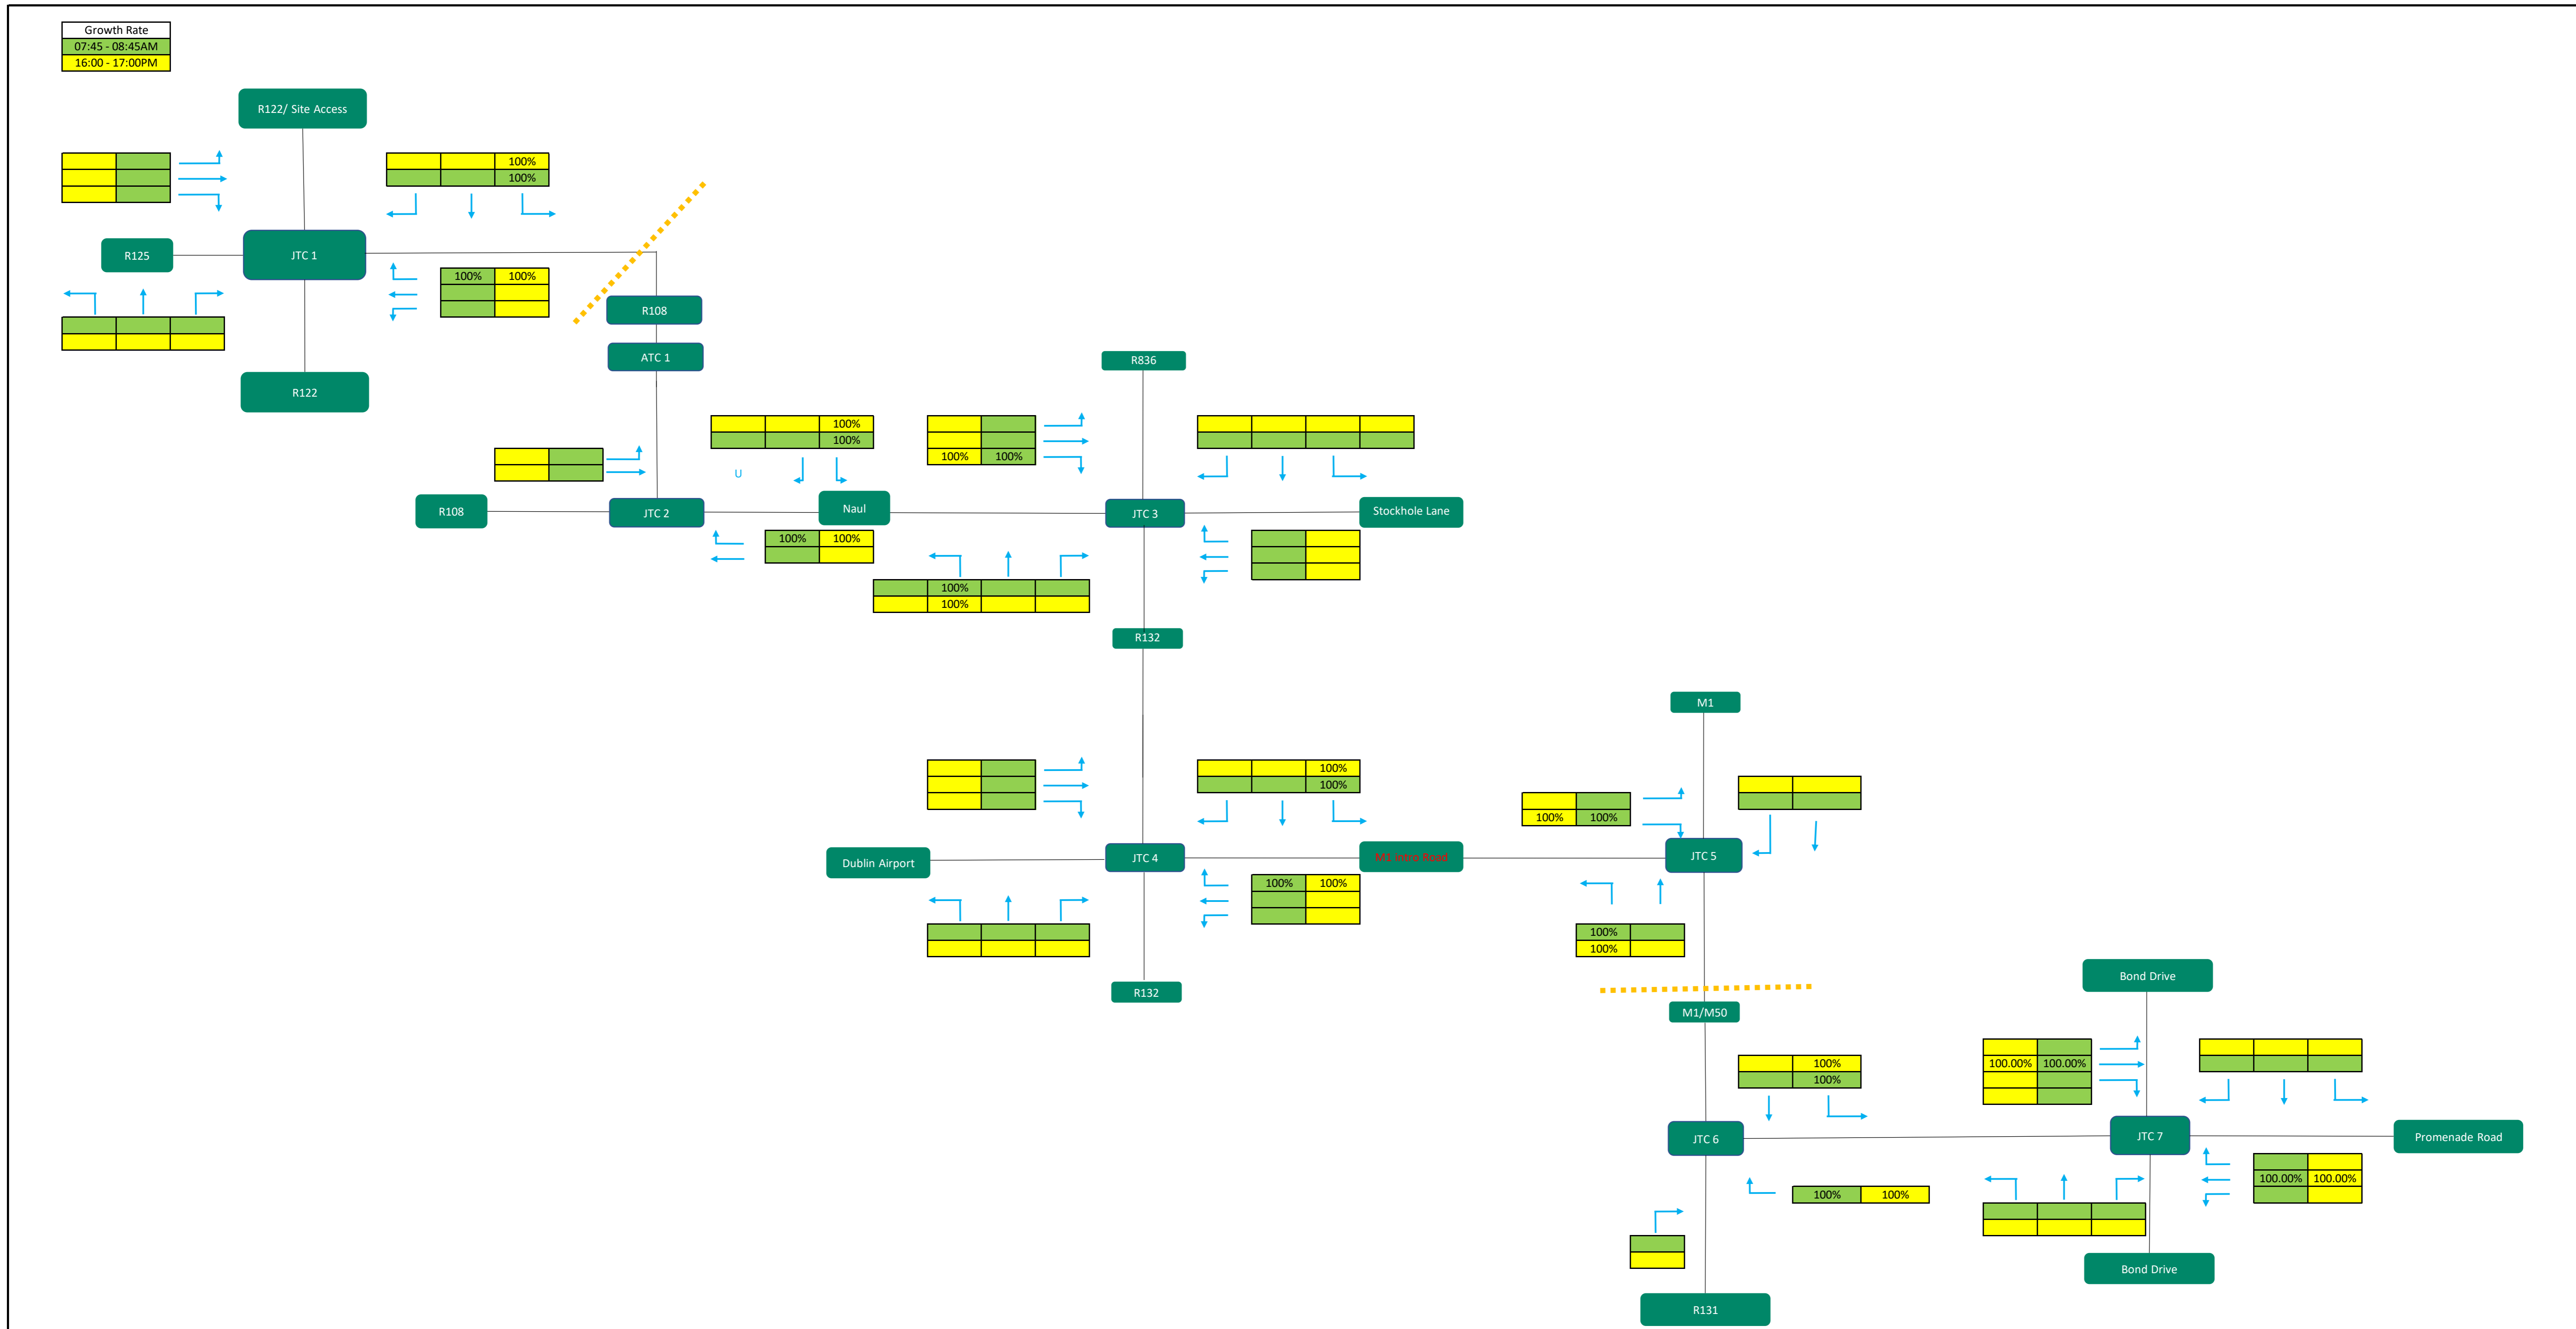 Growth Rate
07:45 - 08:45AM
16:00 - 17:00PM
R122/ Site Access
100%
100%
R125
JTC 1
100% 100%
R108
ATC 1
R122
R836
100%
100%
100% 100%
U
R108
JTC 2
Naul
JTC 3
Stockhole Lane
100% 100%
100%
100%
R132
M1
100%
100%
100% 100%
Dublin Airport
JTC 4
M1 Intro Road
JTC 5
100% 100%
100%
100%
R132
M1/M50
Bond Drive
100%
100%
100.00% 100.00%
JTC 6
JTC 7
Promenade Road
100% 100%
100.00% 100.00%
Bond Drive
R131